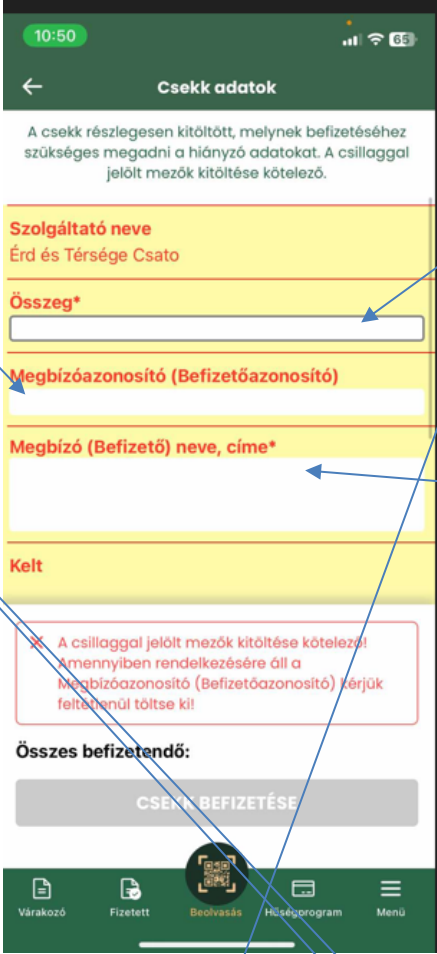 10:50
65
Csekk adatok
A csekk részlegesen kitöltött, melynek befizetéséhez
szükséges megadni a hiányzó adatokat. A csillaggal
jelölt mezők kitöltése kötelező.
Szolgáltató neve
Érd és Térsége Csato
Összeg*
Megbízóazonosító (Befizetőazonosító)
Megbízó (Befizető) neve, címe*
Kelt
A csillaggal jelölt mezők kitöltése kötelező!
Amennyiben rendelkezésére áll a
Megbízóazonosító (Befizetőazonosító) kérjük
feltétlenül töltse ki!
Összes befizetendő:
CSEKK BEFIZETÉSE
Várakozó Fizetett Beolvasás Hűségprogram Menü